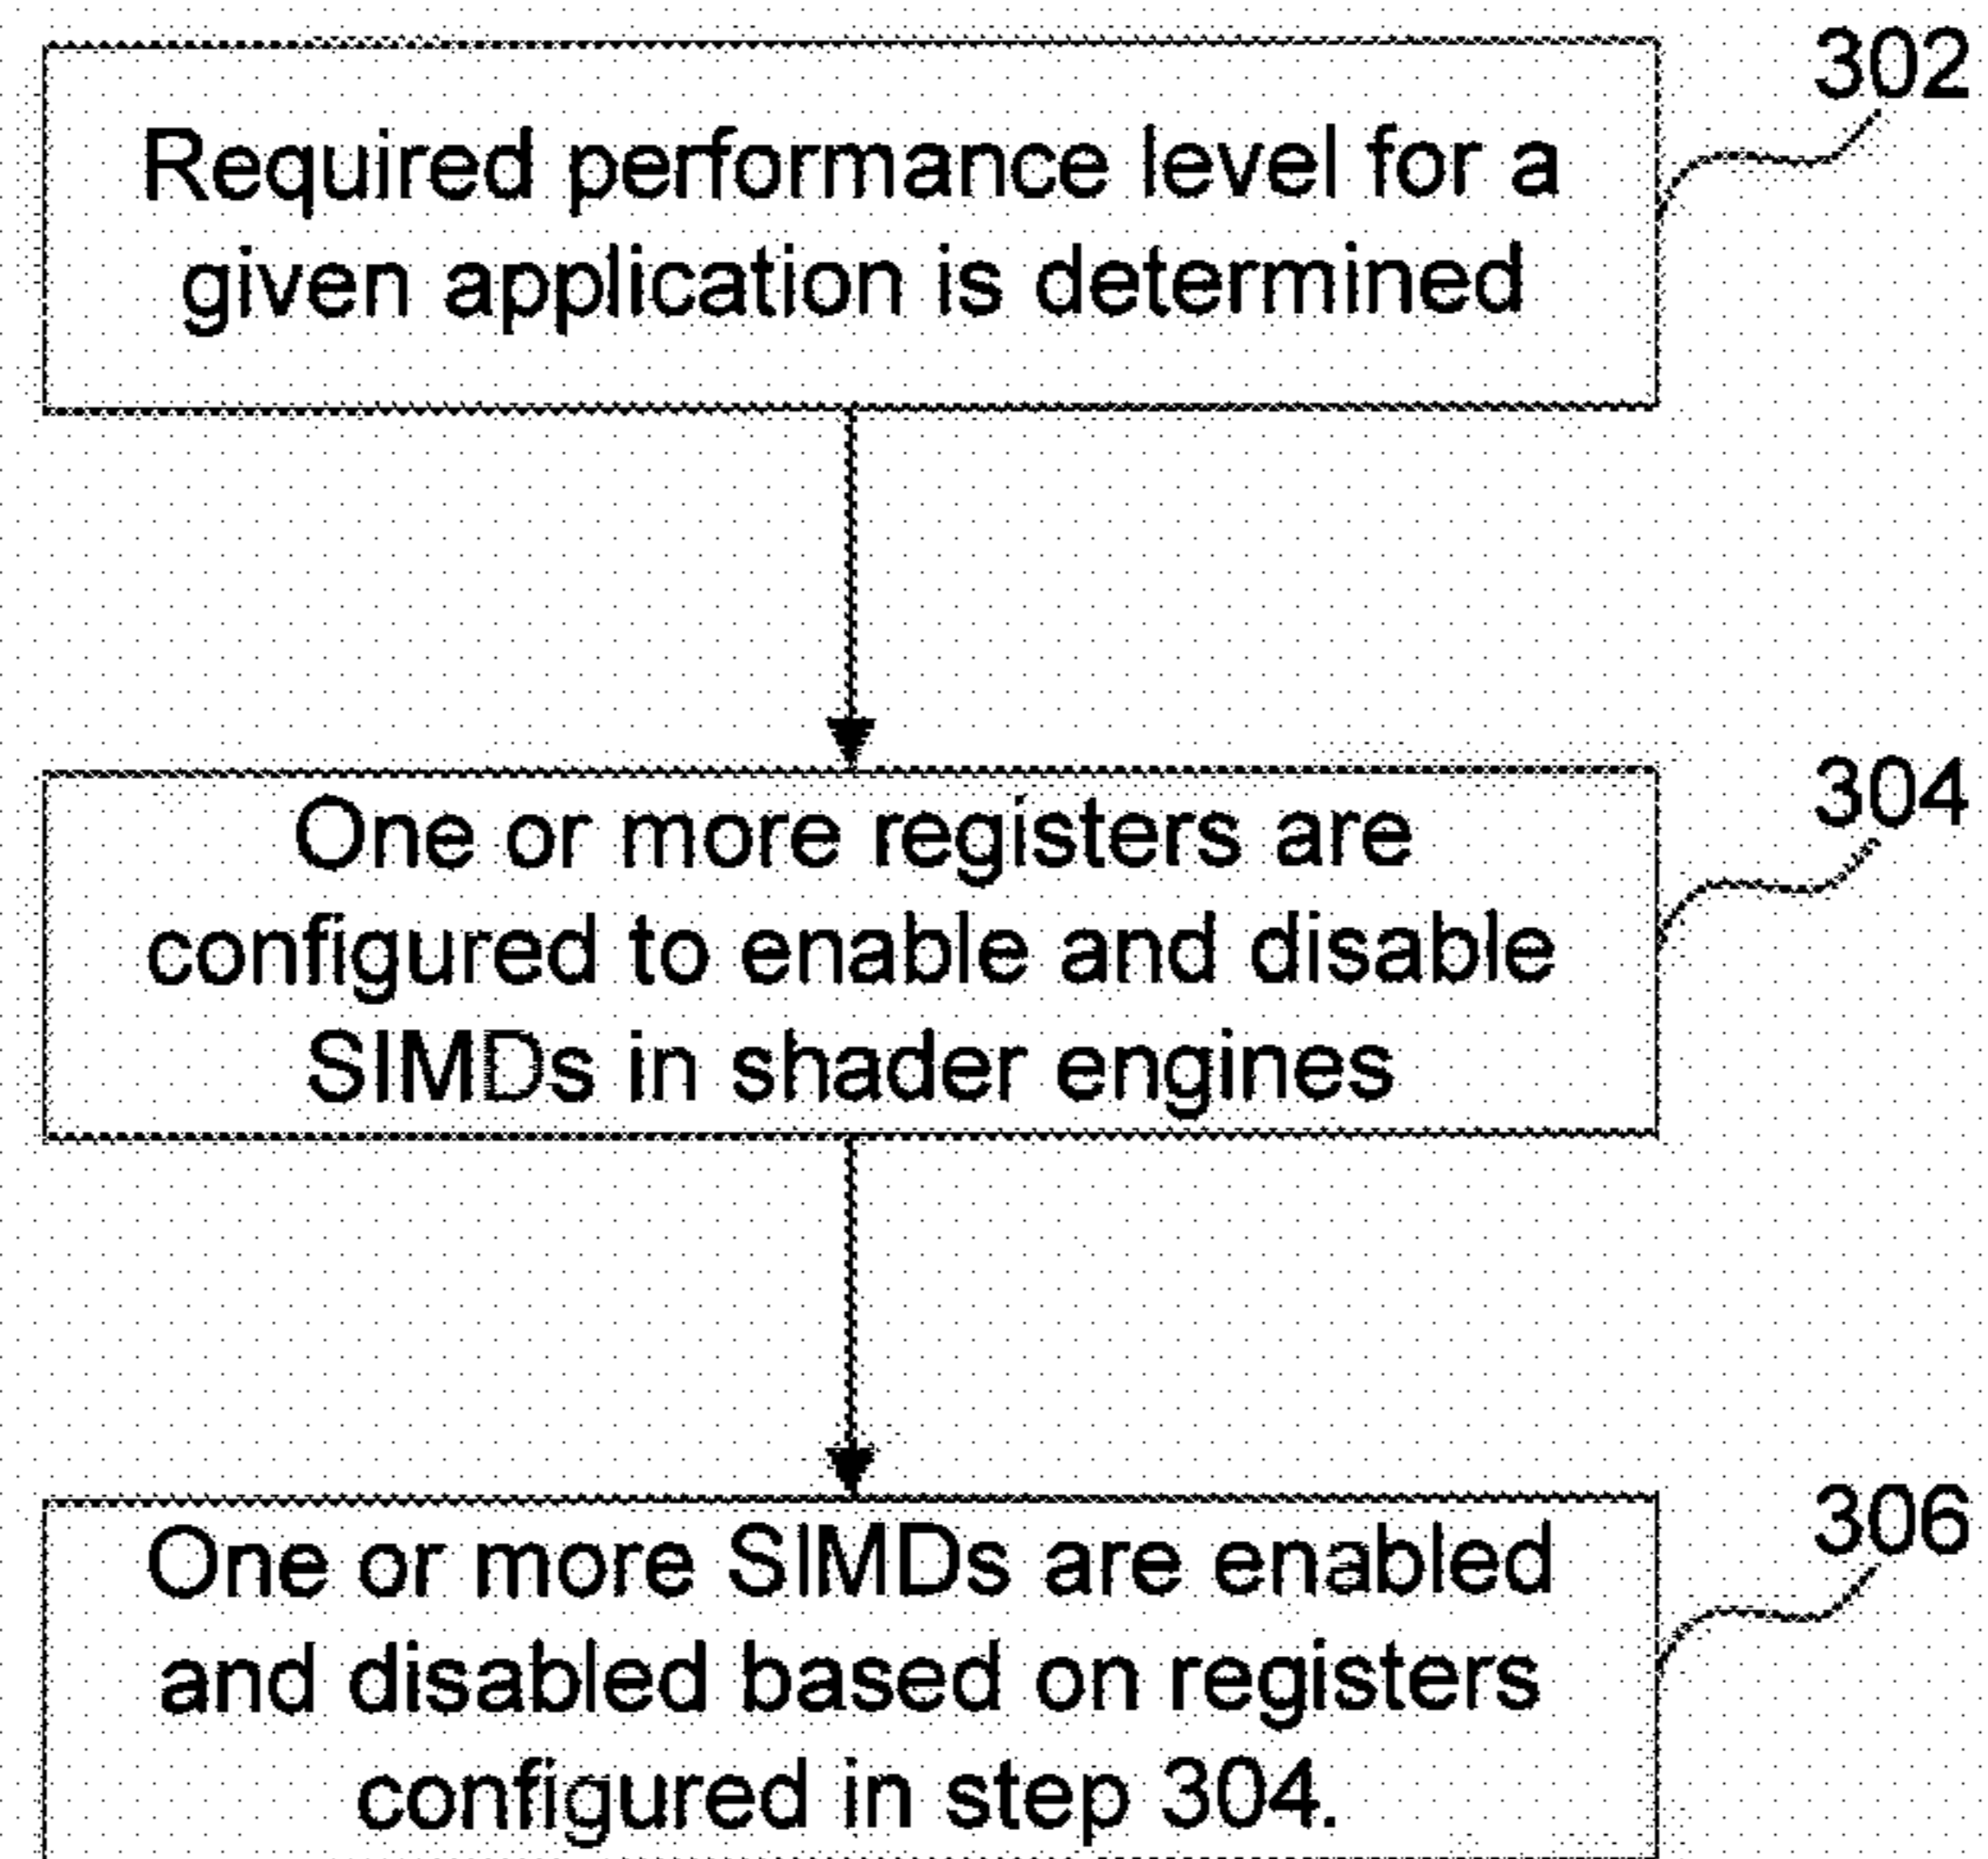 302
Required performance level for a
given application is determined
304
One or more registers are
configured to enable and disable
SIMDs in shader engines
306
One or more SIMDs are enabled
and disabled based on registers
configured in step 304.